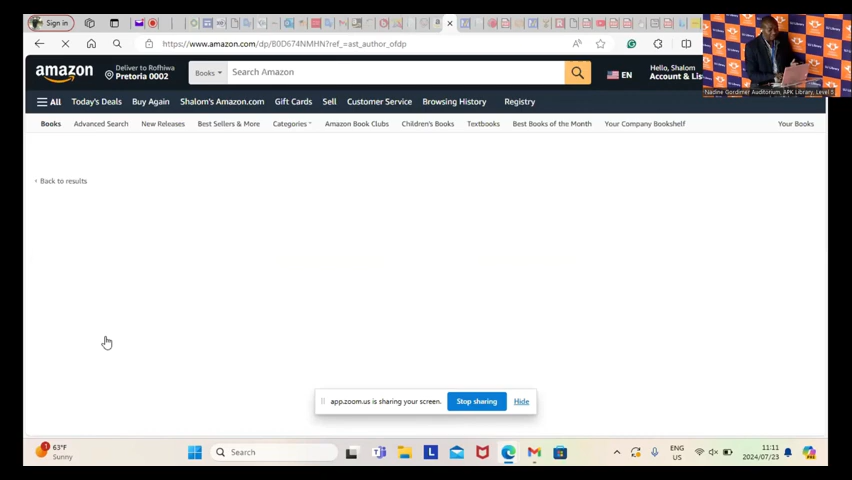 Sign in
https://www.amazon.com/dp/B0D674NMHN?ref_=ast_author_ofdp
amazon
Deliver to Rofhiwa
Pretoria 0002
Books
Search Amazon
EN
Hello, Shalom
Account & Lis
All
Today's Deals
Buy Again
Shalom's Amazon.com
Gift Cards
Sell
Customer Service
Browsing History
Registry
Books
Advanced Search
New Releases
Best Sellers & More
Categories
Amazon Book Clubs
Children's Books
Textbooks
Best Books of the Month
Your Company Bookshelf
Your Books
Back to results
app.zoom.us is sharing your screen.
Stop sharing
Hide
Nadine Gordimer Auditorium, APK Library, Level 5
63°F
Sunny
Search
ENG
US
11:11
2024/07/23